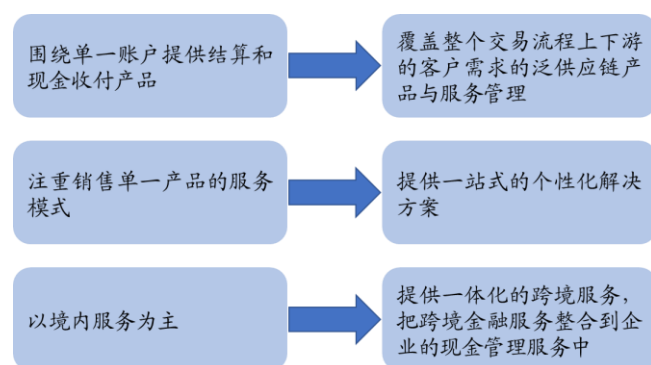 围绕单一账户提供结算和
现金收付产品
覆盖整个交易流程上下游
的客户需求的泛供应链产
品与服务管理
注重销售单一产品的服务
模式
提供一站式的个性化解决
方案
以境内服务为主
提供一体化的跨境服务，
把跨境金融服务整合到企
业的现金管理服务中